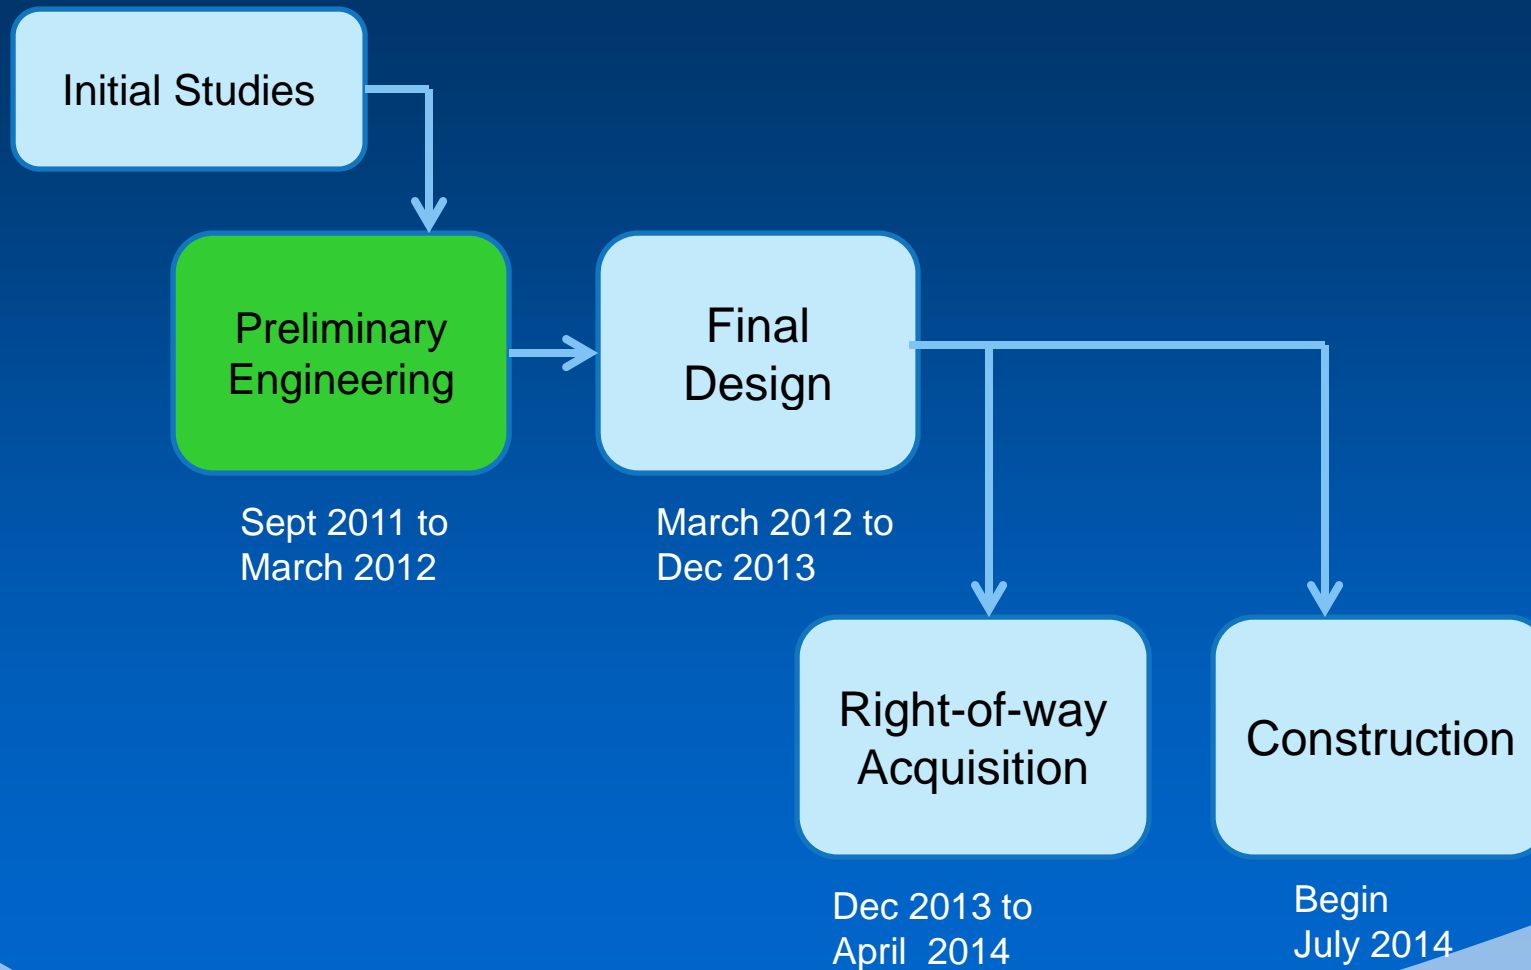 Initial Studies
Preliminary
Engineering
Final
Design
Sept 2011 to
March 2012
March 2012 to
Dec 2013
Right-of-way
Acquisition
Construction
Dec 2013 to
April  2014
Begin
July 2014